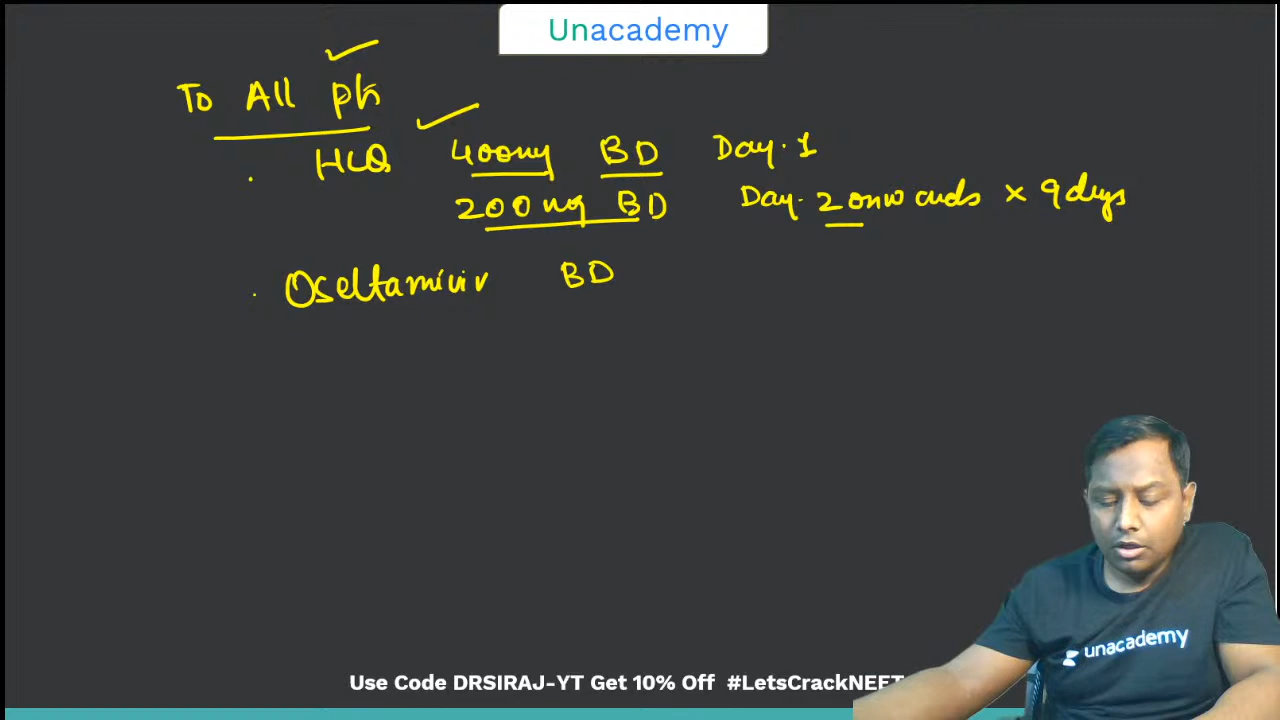 Unacademy
To All pts
HCQ 400mg BD Day. 1
200mg BD Day. 2 onwards × 9 days
Oseltamivir BD
unacademy
Use Code DRSIRAJ-YT Get 10% Off #LetsCrackNEET